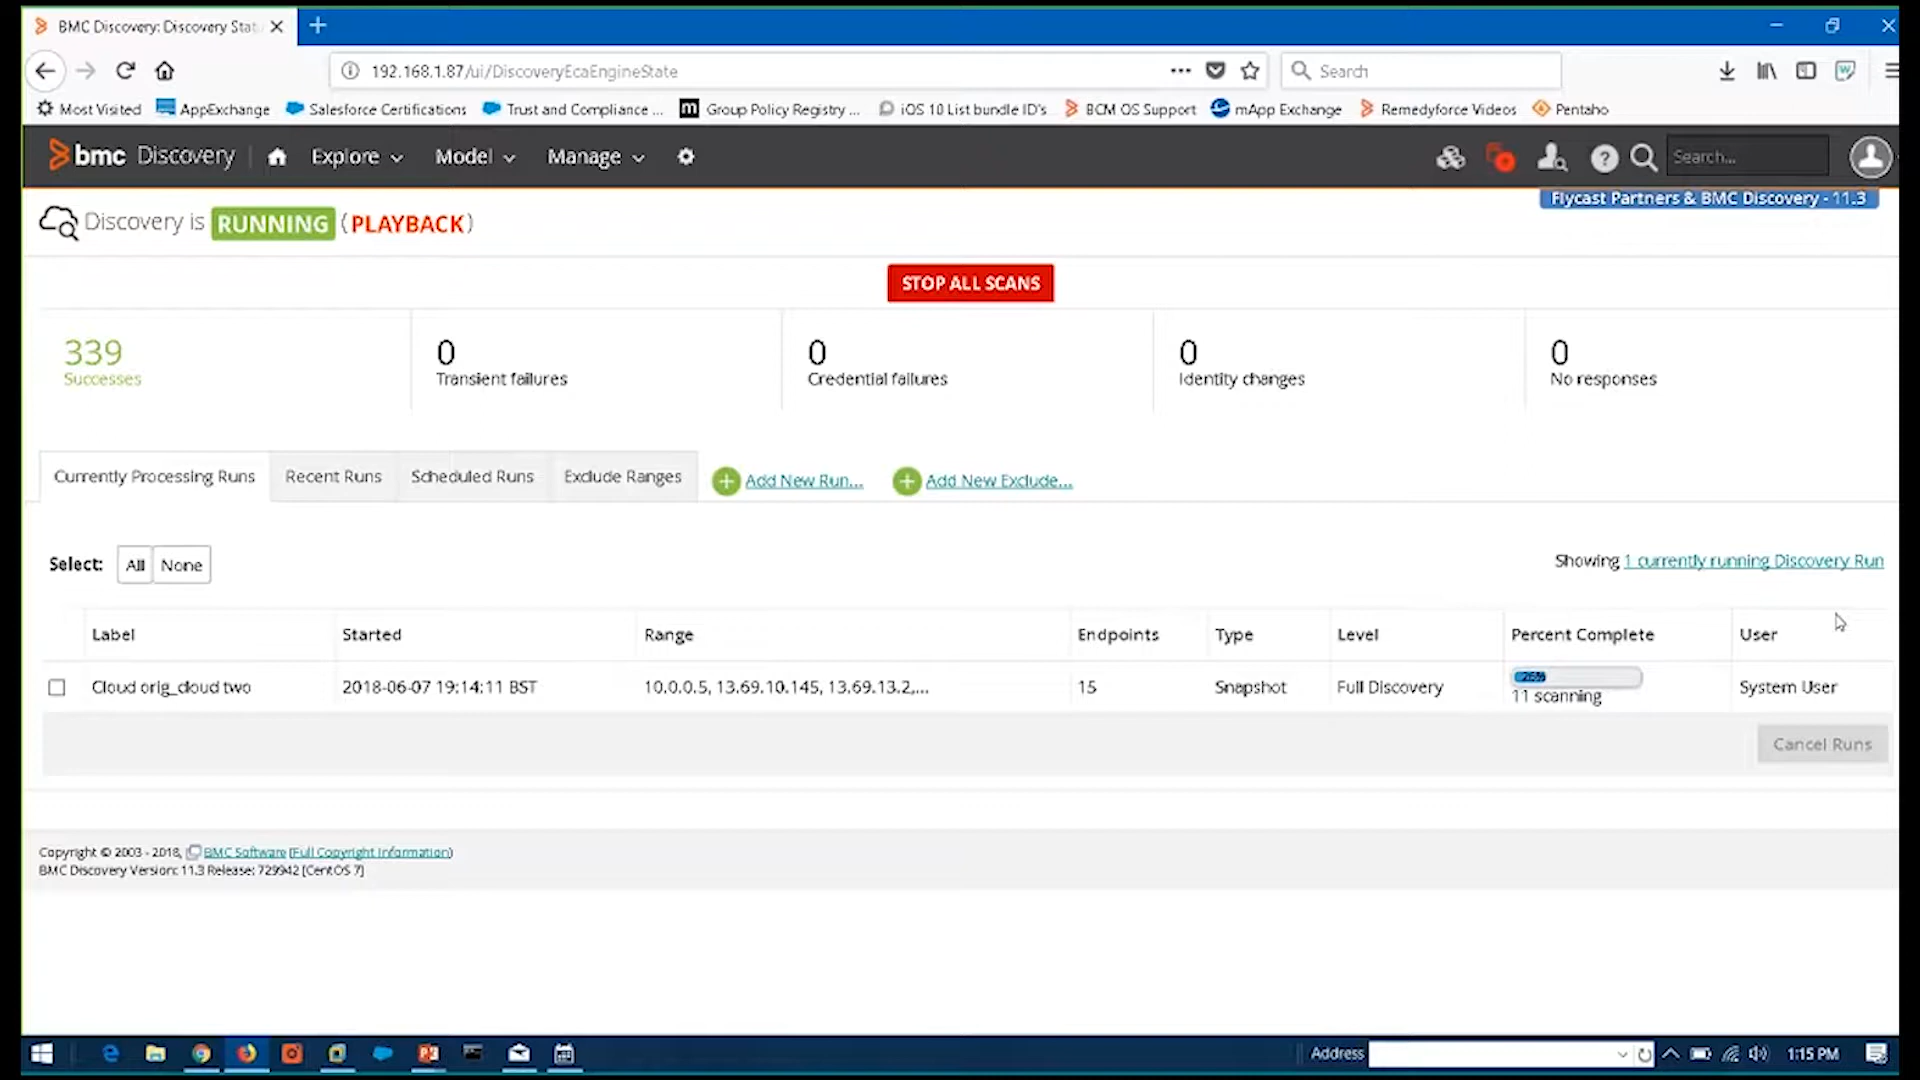 BMC Discovery: Discovery Stat
192.168.1.87/ui/DiscoveryEcaEngineState
Search
Most Visited AppExchange Salesforce Certifications Trust and Compliance ... Group Policy Registry ... iOS 10 List bundle ID's BCM OS Support mApp Exchange Remedyforce Videos Pentaho
bmc Discovery Explore Model Manage Search...
Flycast Partners & BMC Discovery - 11.3
Discovery is RUNNING (PLAYBACK)
STOP ALL SCANS
339 0 0 0 0
Successes Transient failures Credential failures Identity changes No responses
Currently Processing Runs Recent Runs Scheduled Runs Exclude Ranges Add New Run... Add New Exclude...
Select: All None Showing 1 currently running Discovery Run
Label Started Range Endpoints Type Level Percent Complete User
Cloud orig_cloud two 2018-06-07 19:14:11 BST 10.0.0.5, 13.69.10.145, 13.69.13.2,... 15 Snapshot Full Discovery 11 scanning System User
Cancel Runs
Copyright © 2003 - 2018, BMC Software (Full Copyright Information)
BMC Discovery Version: 11.3 Release: 729942 [CentOS 7]
Address 1:15 PM